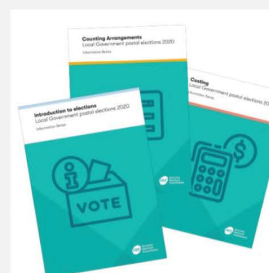 Counting Arrangements
Local Government postal elections 2020
Information Series
Introduction to elections
Local Government postal elections 2020
Information Series
VOTE
Costing
Local Government postal elections 2020
Information Series